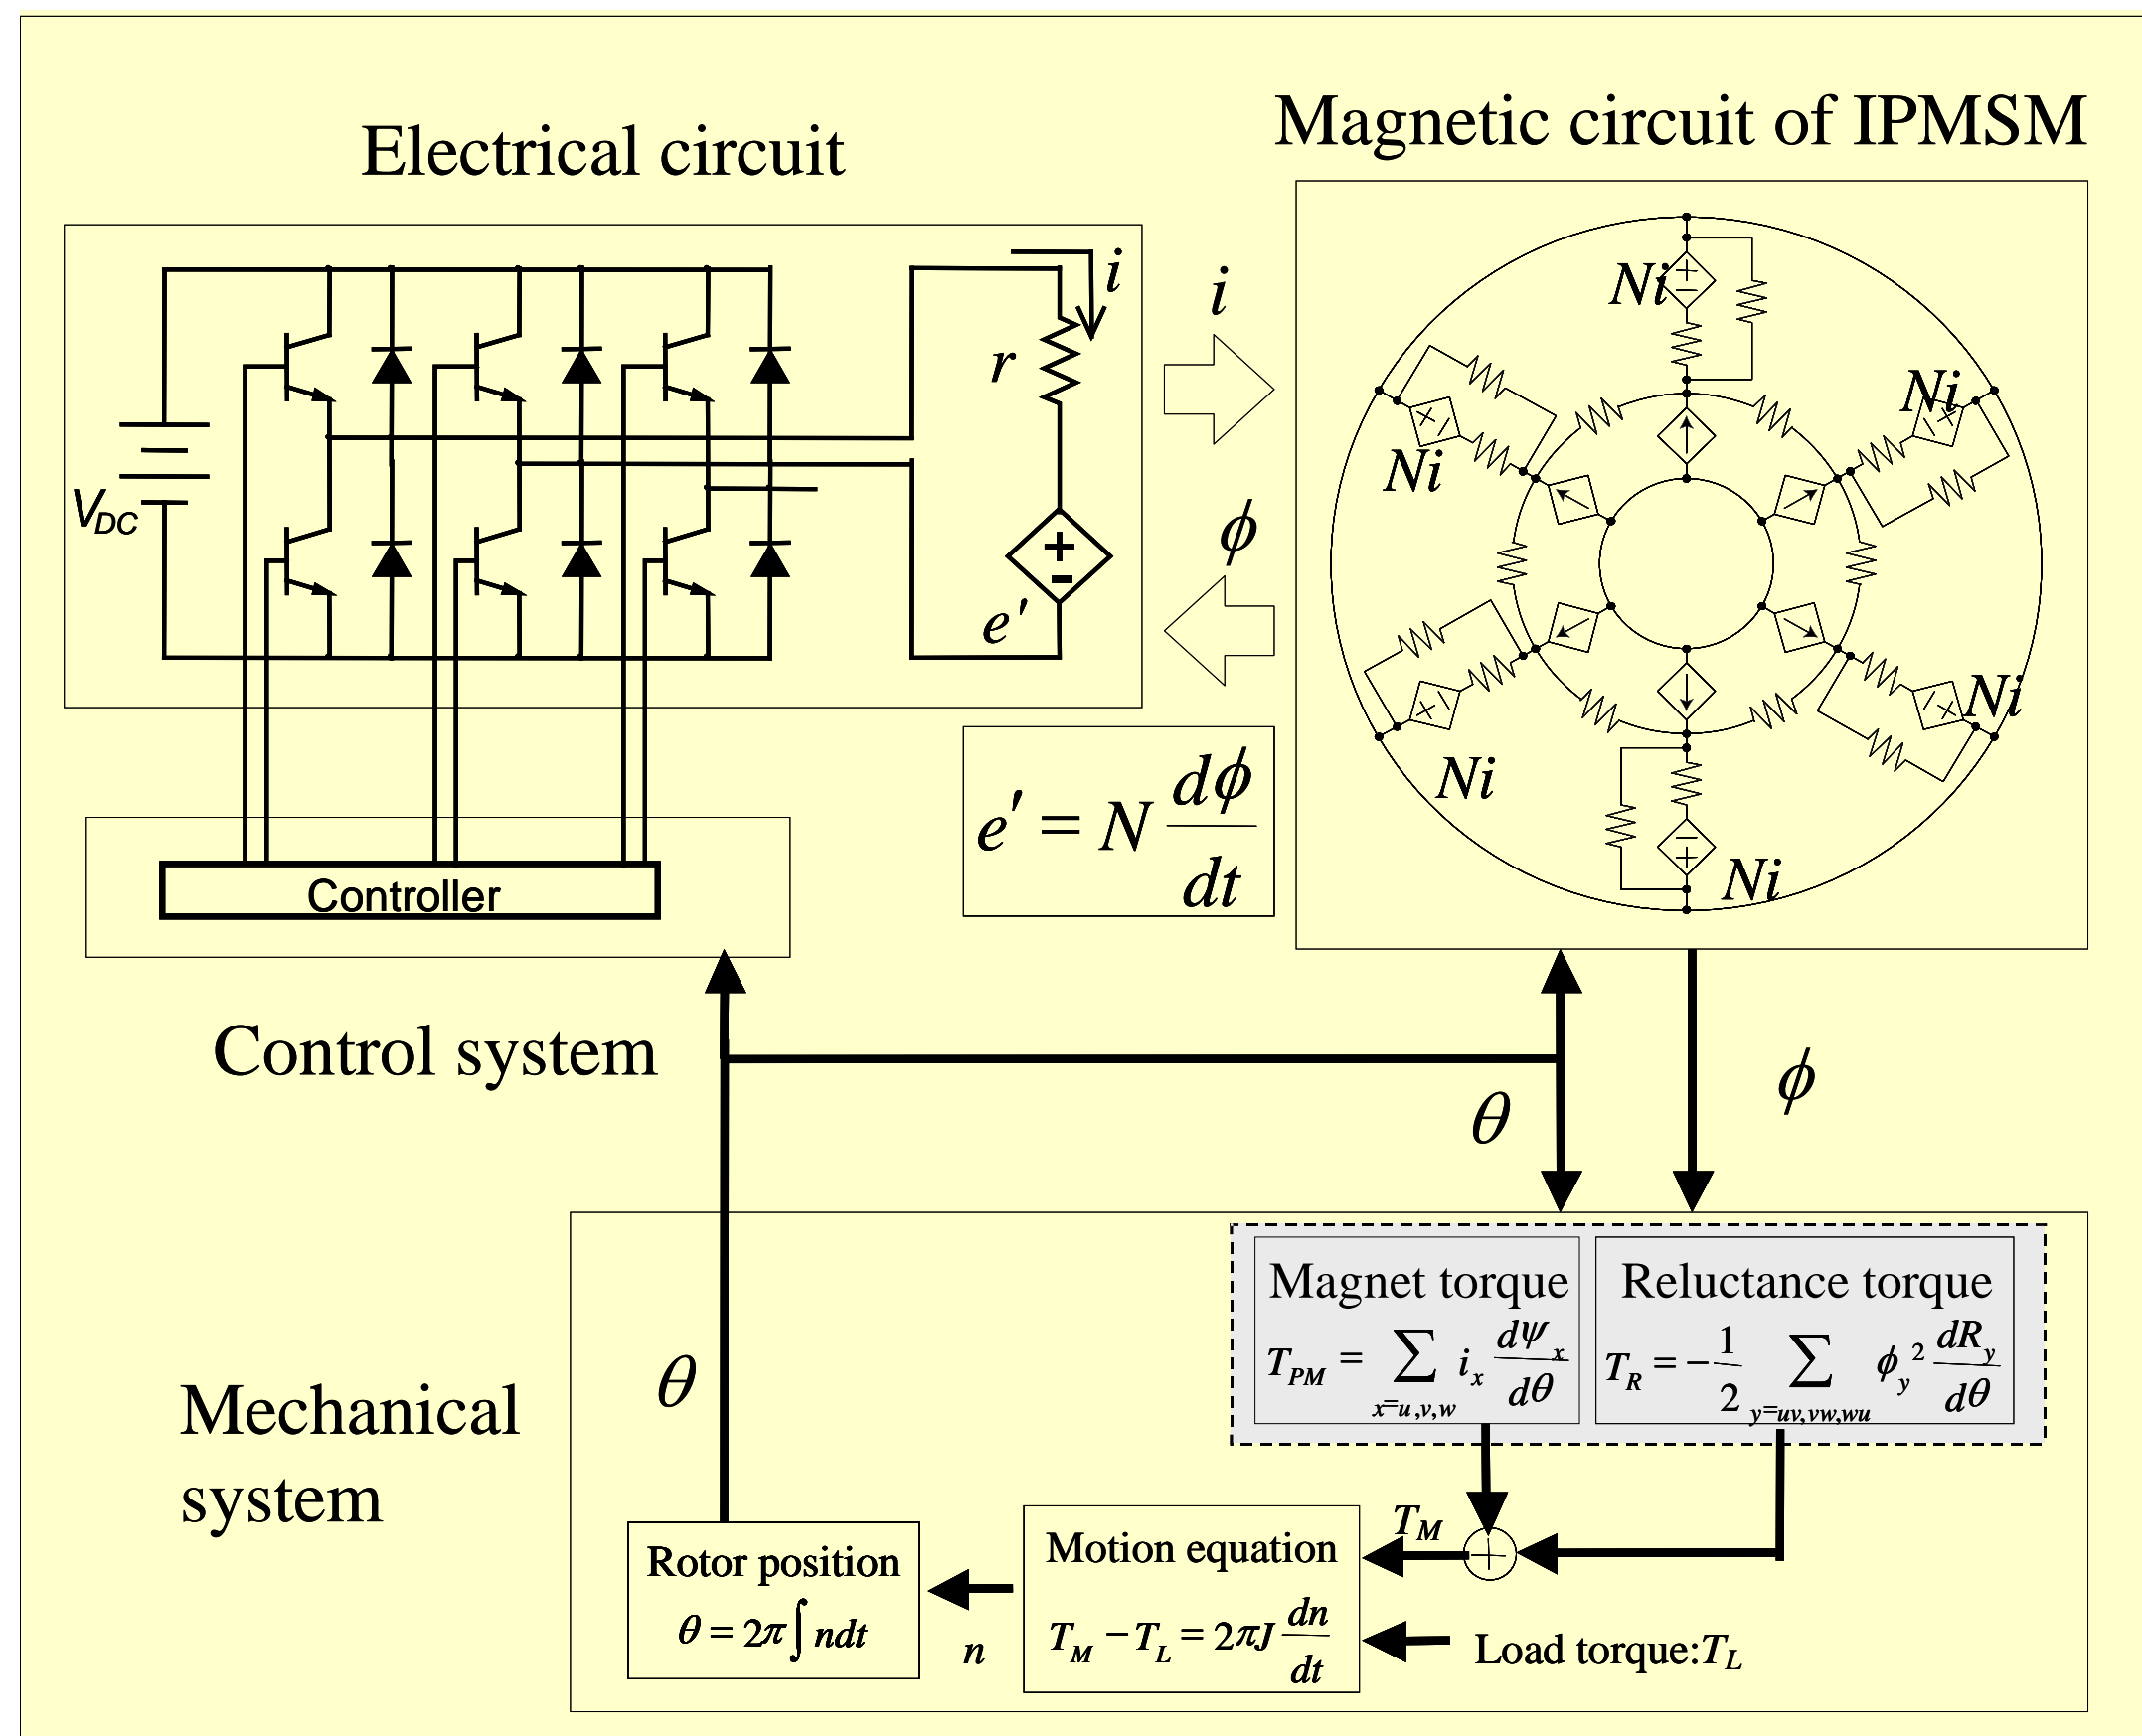 Electrical circuit
Magnetic circuit of IPMSM
i
r
e′
+
-
V_DC
Controller
i
ϕ
Ni
Ni
Ni
Ni
Ni
Ni
e′ = N dϕ/dt
Control system
θ
ϕ
Mechanical
system
θ
Magnet torque
T_PM = ∑_{x=u,v,w} i_x dψ_x/dθ
Reluctance torque
T_R = −1/2 ∑_{y=uv,vw,wu} ϕ_y² dR_y/dθ
T_M
+
Motion equation
T_M − T_L = 2πJ dn/dt
Load torque:T_L
n
Rotor position
θ = 2π∫ndt